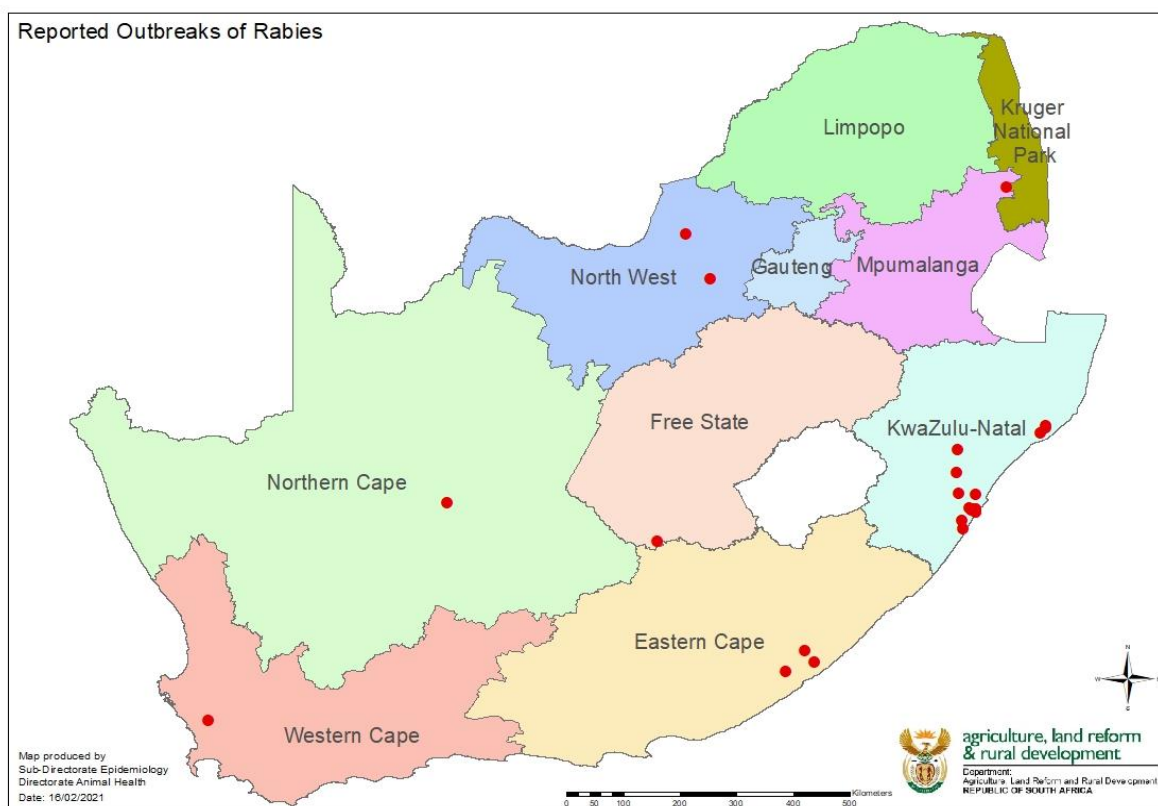 Reported Outbreaks of Rabies
Limpopo
Kruger
National
Park
North West
Gauteng
Mpumalanga
Free State
KwaZulu-Natal
Northern Cape
Eastern Cape
Western Cape
N
W
S
Map produced by
Sub-Directorate Epidemiology
Directorate Animal Health
Date: 16/02/2021
Kilometers
0 50 100 200 300 400 500
agriculture, land reform
& rural development
Department:
Agriculture, Land Reform and Rural Development
REPUBLIC OF SOUTH AFRICA